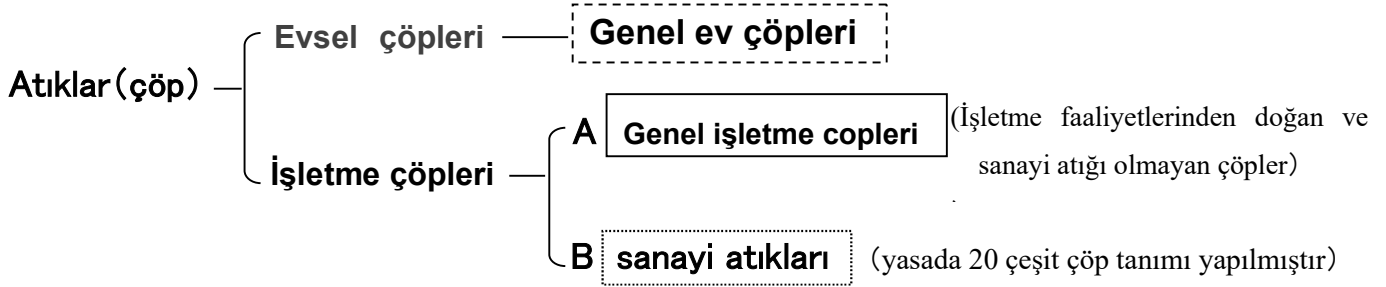 Evsel çöpleri
Genel ev çöpleri
Atıklar(çöp)
A
Genel işletme copleri
(İşletme faaliyetlerinden doğan ve
sanayi atığı olmayan çöpler)
İşletme çöpleri
B
sanayi atıkları
(yasada 20 çeşit çöp tanımı yapılmıştır)